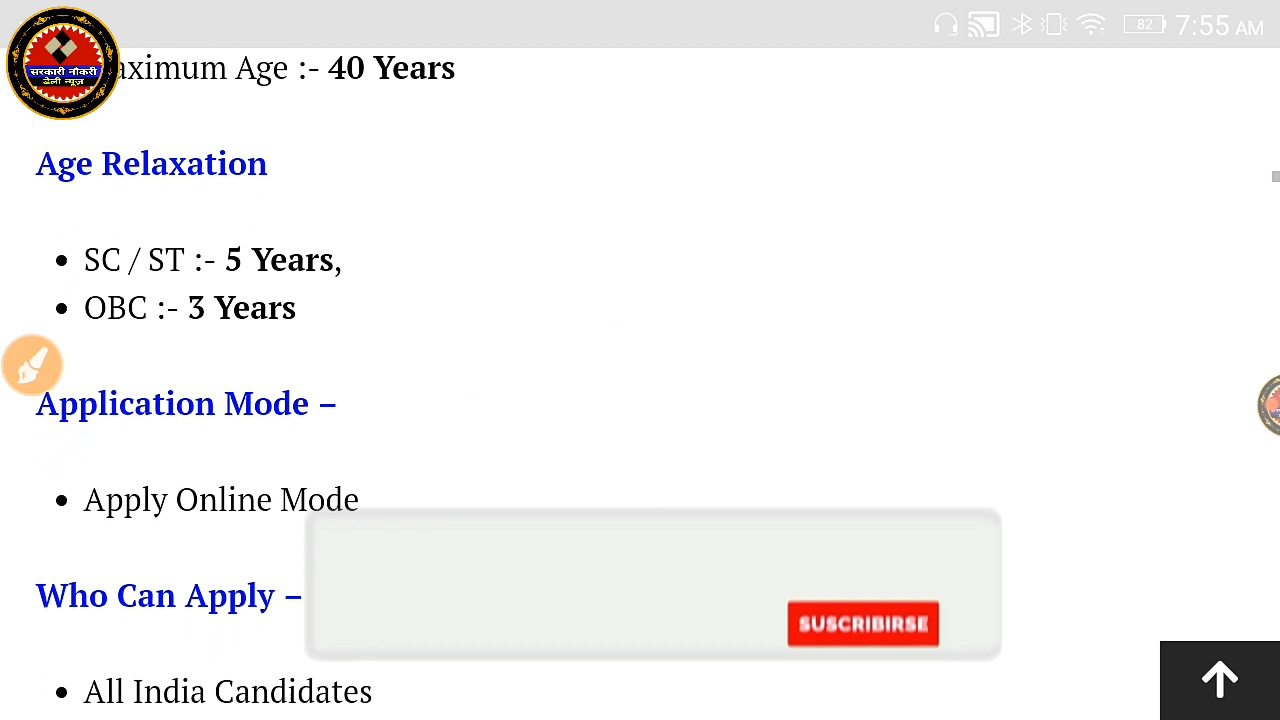 82 7:55 AM
सरकारी नौकरी
डेली न्यूज़
aximum Age :- 40 Years
Age Relaxation
• SC / ST :- 5 Years,
• OBC :- 3 Years
Application Mode –
• Apply Online Mode
Who Can Apply –
SUSCRIBIRSE
• All India Candidates